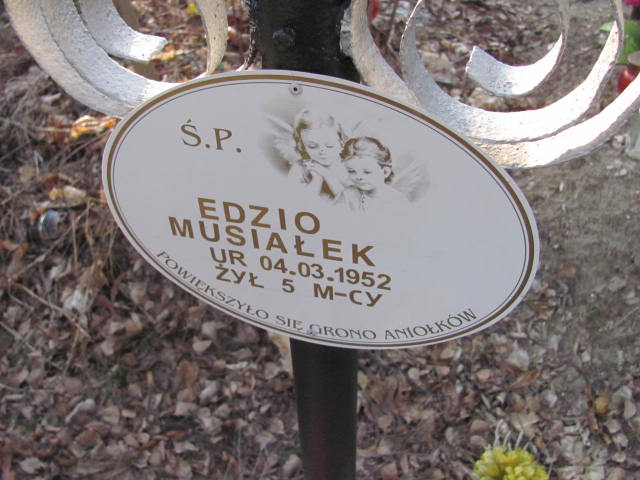 Ś.P.
EDZIO
MUSIAŁEK
UR 04.03.1952
ŻYŁ 5 M-CY
POWIĘKSZYŁO SIĘ GRONO ANIOŁKÓW